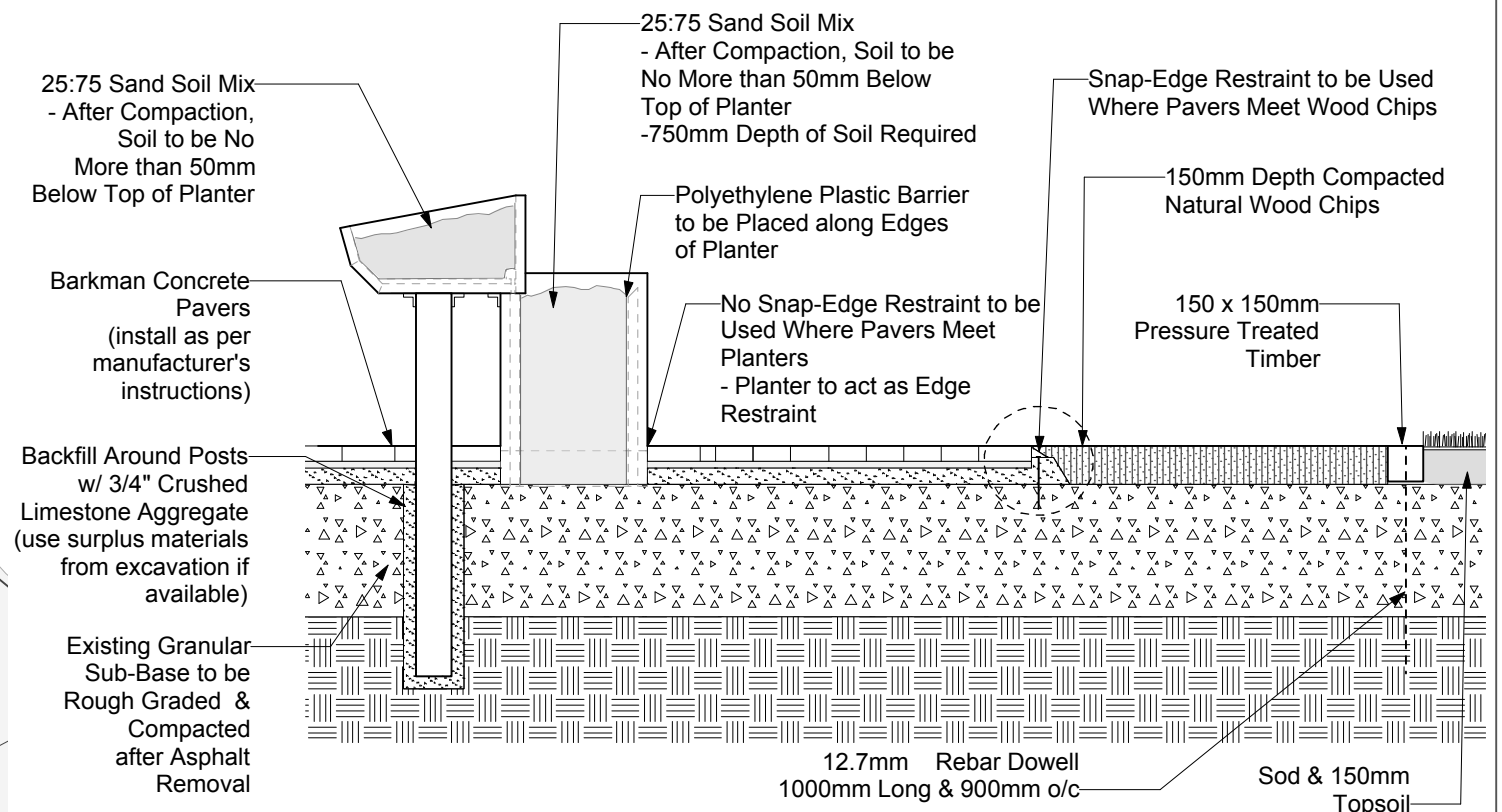 25:75 Sand Soil Mix
- After Compaction,
Soil to be No
More than 50mm
Below Top of Planter
25:75 Sand Soil Mix
- After Compaction, Soil to be
No More than 50mm Below
Top of Planter
-750mm Depth of Soil Required
Snap-Edge Restraint to be Used
Where Pavers Meet Wood Chips
150mm Depth Compacted
Natural Wood Chips
Polyethylene Plastic Barrier
to be Placed along Edges
of Planter
Barkman Concrete
Pavers
(install as per
manufacturer's
instructions)
No Snap-Edge Restraint to be
Used Where Pavers Meet
Planters
- Planter to act as Edge
Restraint
150 x 150mm
Pressure Treated
Timber
Backfill Around Posts
w/ 3/4" Crushed
Limestone Aggregate
(use surplus materials
from excavation if
available)
Existing Granular
Sub-Base to be
Rough Graded &
Compacted
after Asphalt
Removal
12.7mm Rebar Dowell
1000mm Long & 900mm o/c
Sod & 150mm
Topsoil